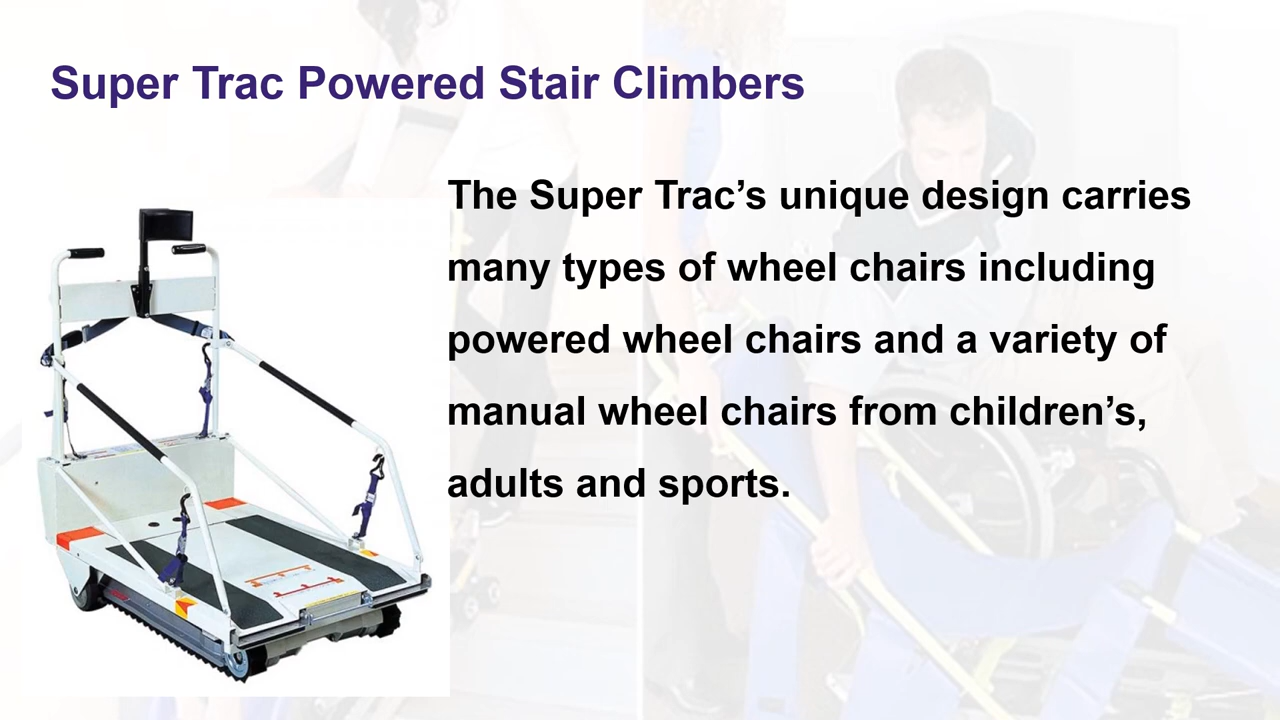 Super Trac Powered Stair Climbers
The Super Trac’s unique design carries
many types of wheel chairs including
powered wheel chairs and a variety of
manual wheel chairs from children’s,
adults and sports.